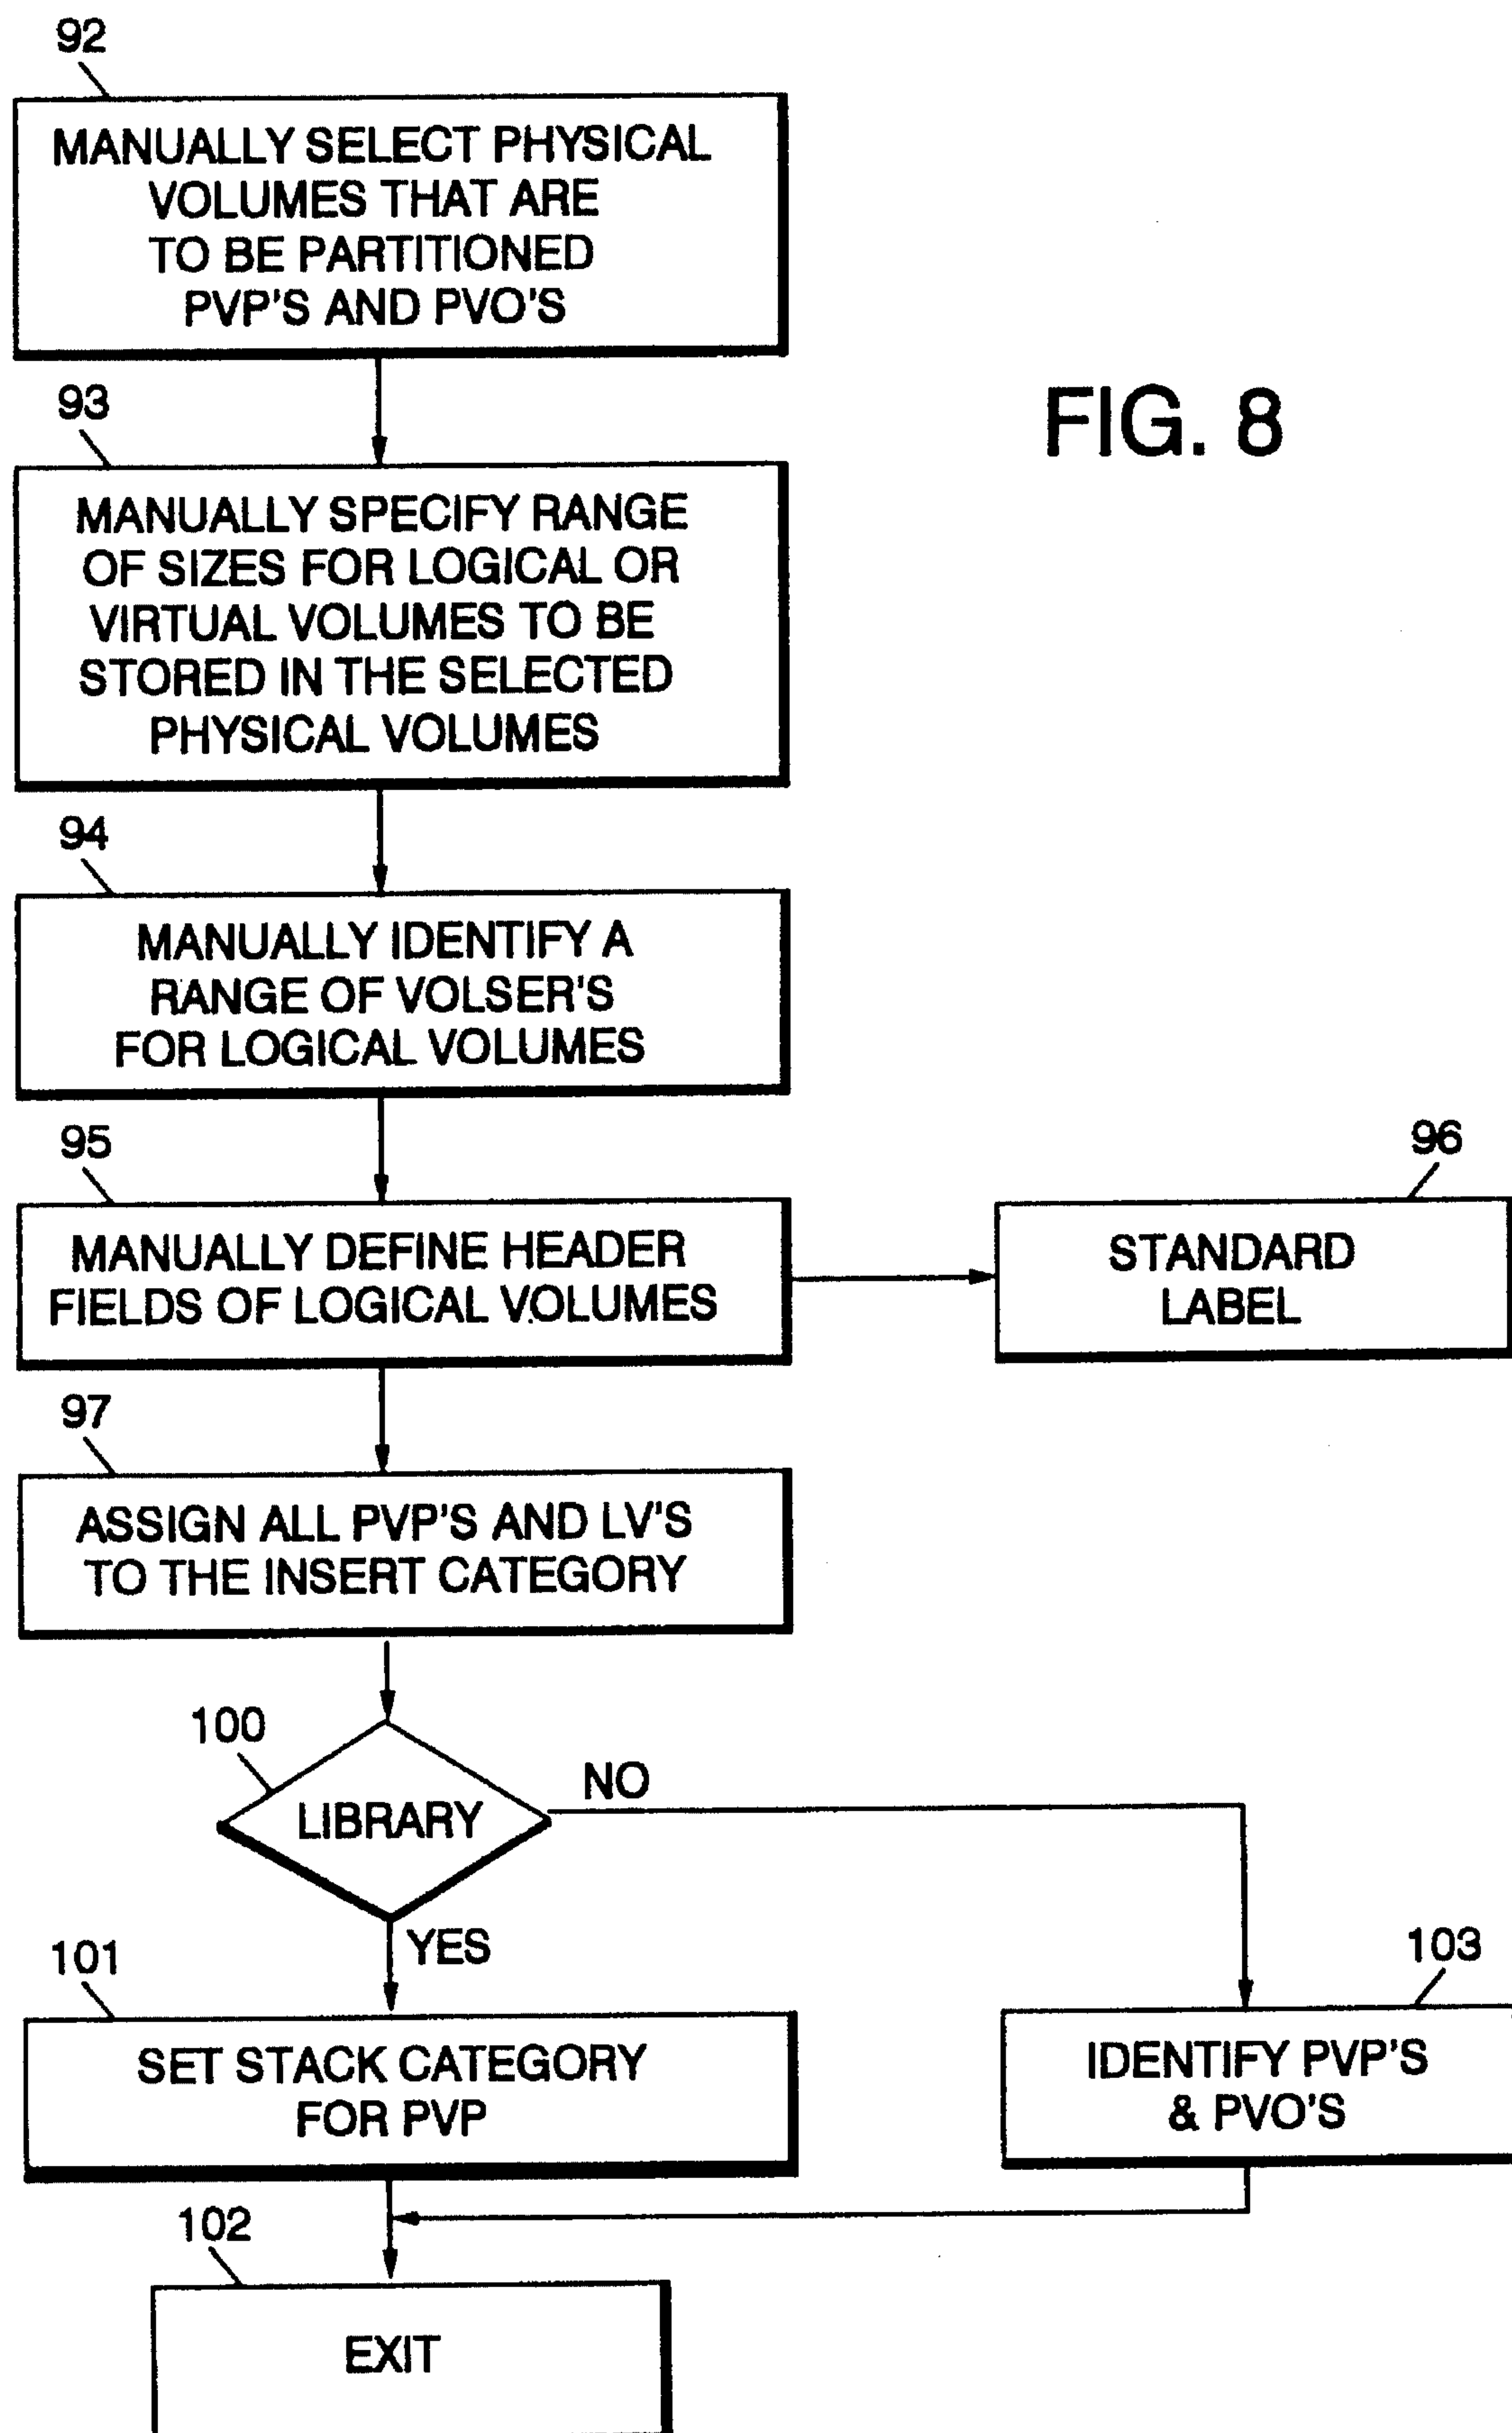 92
MANUALLY SELECT PHYSICAL
VOLUMES THAT ARE
TO BE PARTITIONED
PVP'S AND PVO'S
FIG. 8
93
MANUALLY SPECIFY RANGE
OF SIZES FOR LOGICAL OR
VIRTUAL VOLUMES TO BE
STORED IN THE SELECTED
PHYSICAL VOLUMES
94
MANUALLY IDENTIFY A
RANGE OF VOLSER'S
FOR LOGICAL VOLUMES
95
MANUALLY DEFINE HEADER
FIELDS OF LOGICAL VOLUMES
96
STANDARD
LABEL
97
ASSIGN ALL PVP'S AND LV'S
TO THE INSERT CATEGORY
100
LIBRARY
NO
YES
101
SET STACK CATEGORY
FOR PVP
103
IDENTIFY PVP'S
& PVO'S
102
EXIT